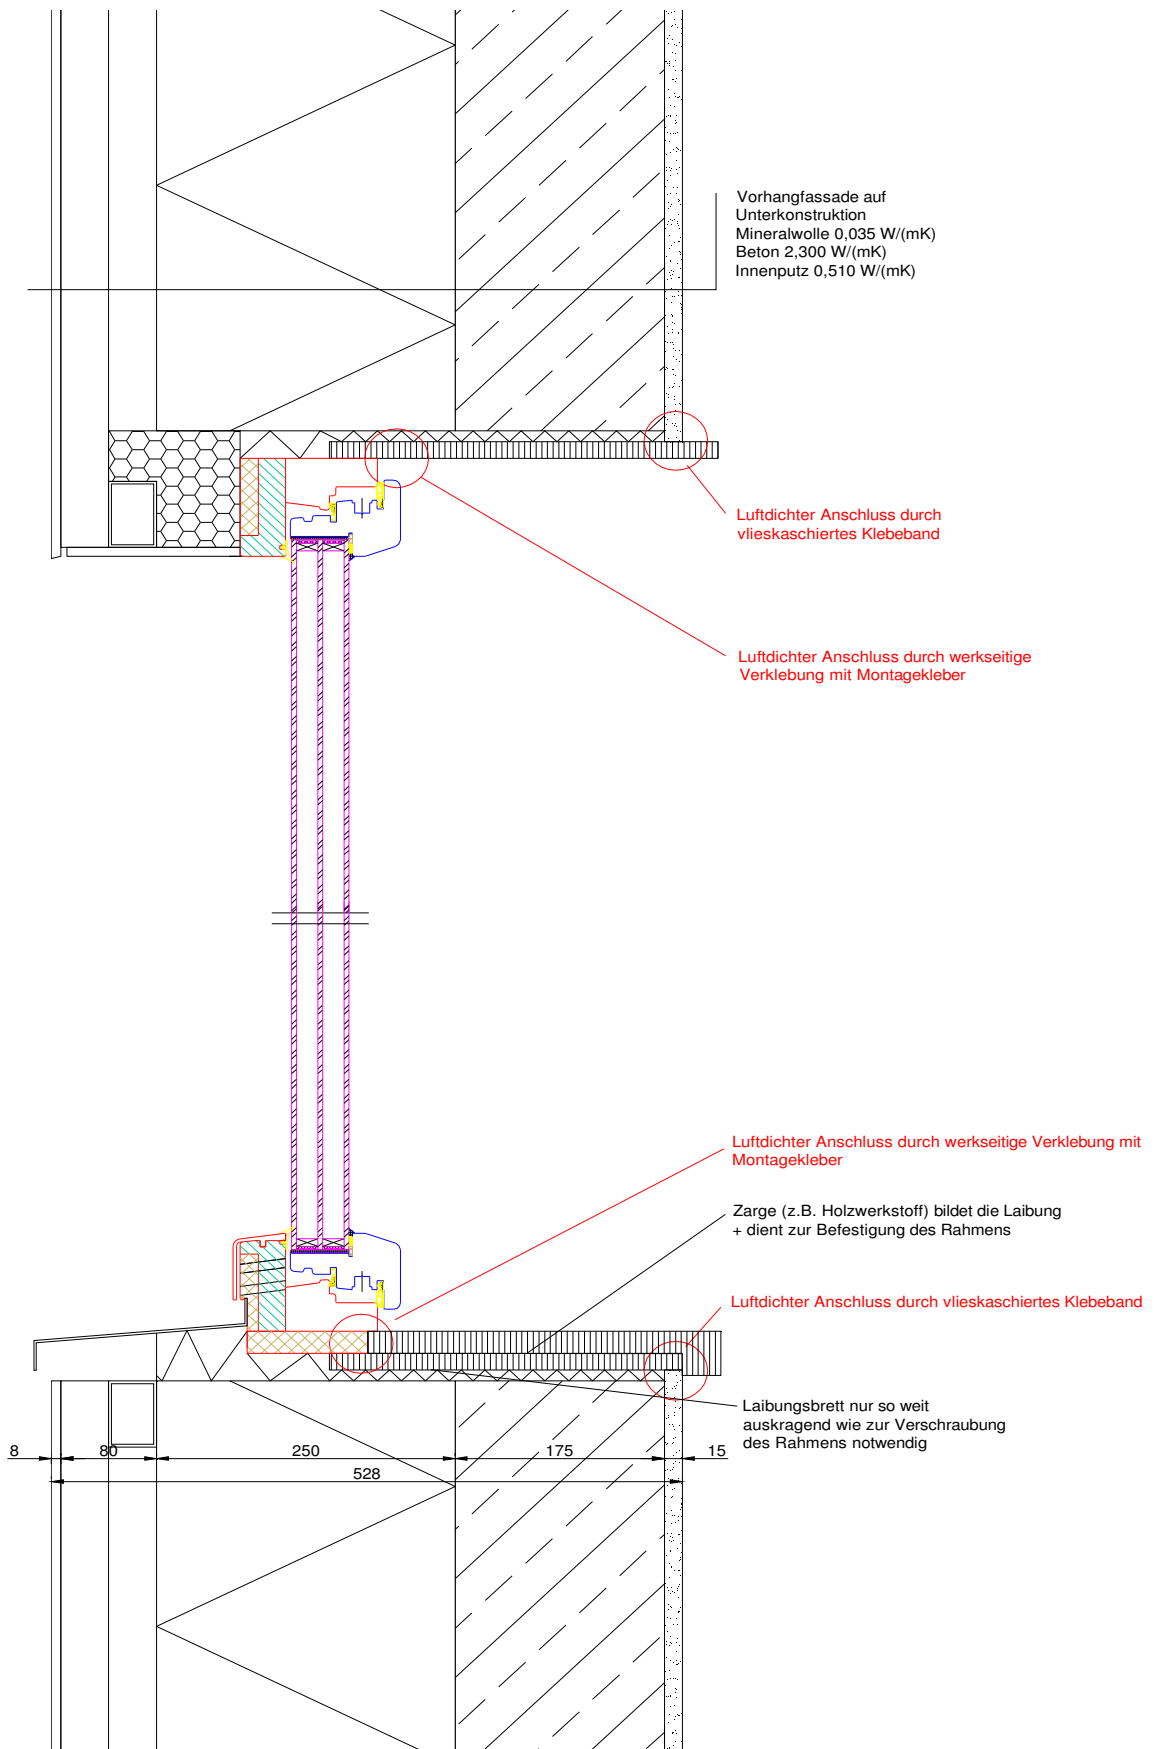 Vorhangfassade auf
Unterkonstruktion
Mineralwolle 0,035 W/(mK)
Beton 2,300 W/(mK)
Innenputz 0,510 W/(mK)
Luftdichter Anschluss durch
vlieskaschiertes Klebeband
Luftdichter Anschluss durch werkseitige
Verklebung mit Montagekleber
Luftdichter Anschluss durch werkseitige Verklebung mit
Montagekleber
Zarge (z.B. Holzwerkstoff) bildet die Laibung
+ dient zur Befestigung des Rahmens
Luftdichter Anschluss durch vlieskaschiertes Klebeband
Laibungsbrett nur so weit
auskragend wie zur Verschraubung
des Rahmens notwendig
8 80 250 175 15
528